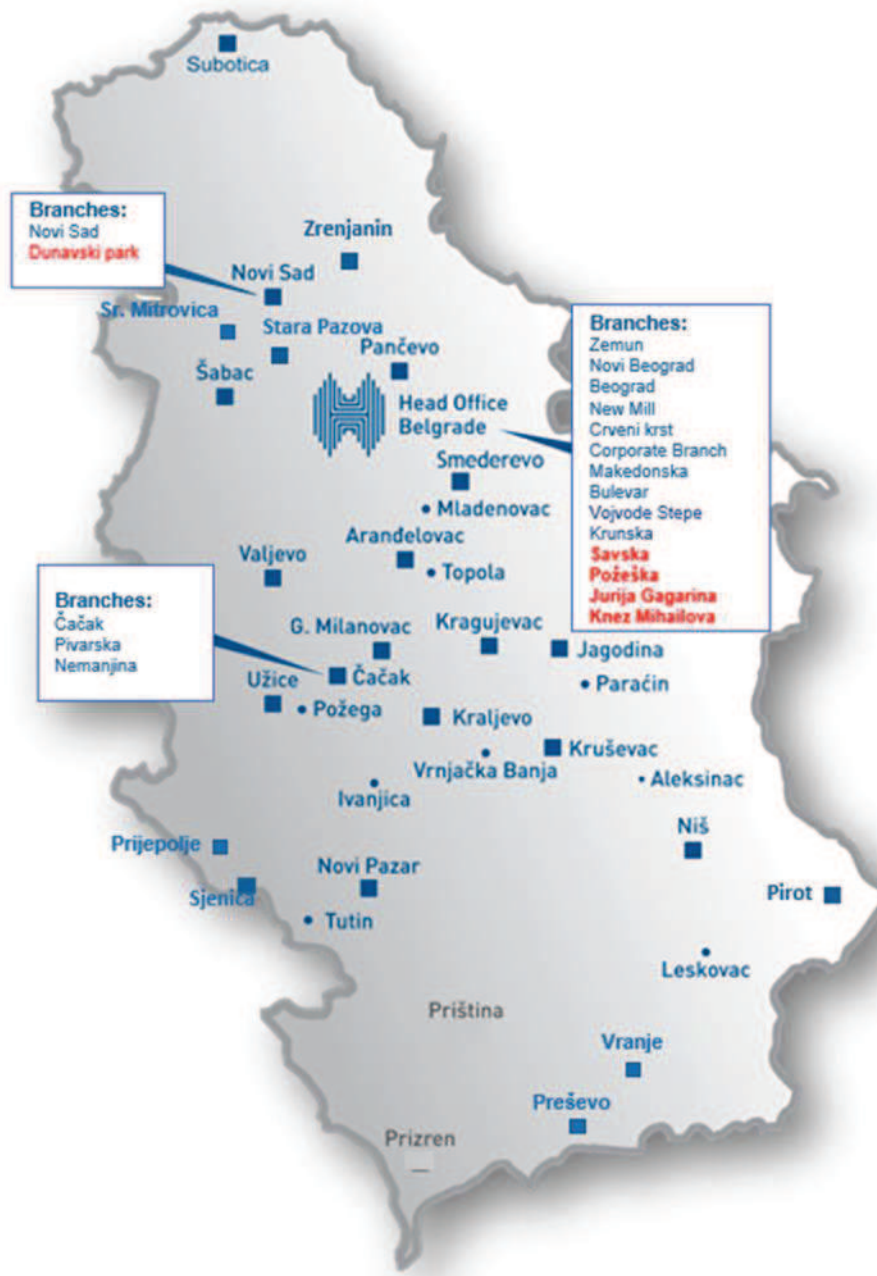 Subotica
Branches:
Novi Sad
Dunavski park
Zrenjanin
Novi Sad
Sr. Mitrovica
Stara Pazova
Pančevo
Šabac
Head Office
Belgrade
Branches:
Zemun
Novi Beograd
Beograd
New Mill
Crveni krst
Corporate Branch
Makedonska
Bulevar
Vojvode Stepe
Krunska
Savska
Požeška
Jurija Gagarina
Knez Mihailova
Smederevo
Mladenovac
Aranđelovac
Valjevo
Topola
Branches:
Čačak
Pivarska
Nemanjina
G. Milanovac
Kragujevac
Jagodina
Čačak
Paraćin
Užice
Požega
Kraljevo
Kruševac
Vrnjačka Banja
Aleksinac
Ivanjica
Niš
Prijepolje
Novi Pazar
Sjenica
Pirot
Tutin
Leskovac
Priština
Vranje
Preševo
Prizren